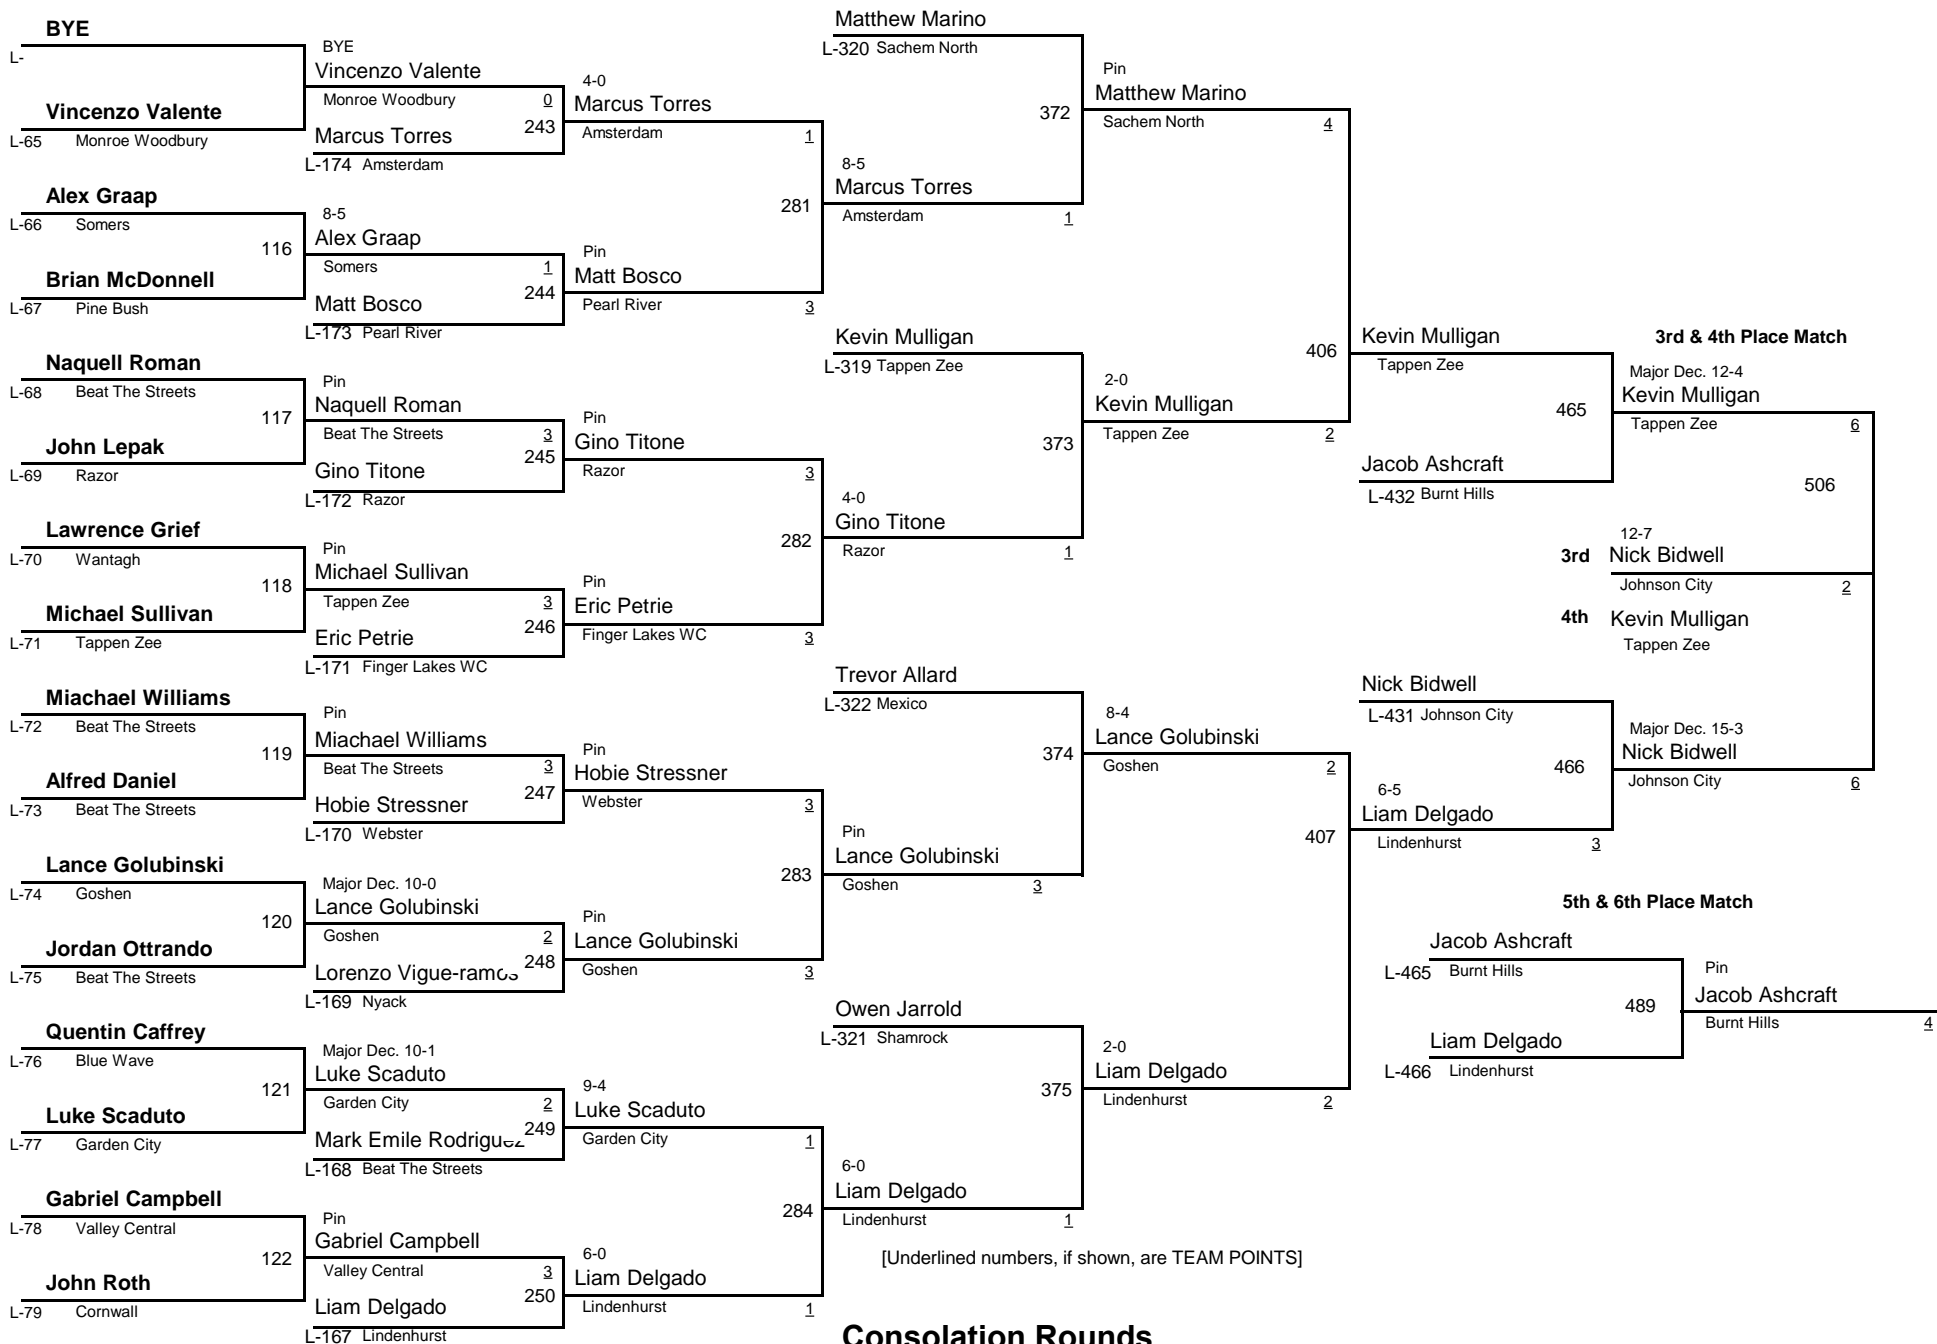 BYE
L-
Vincenzo Valente
L-65 Monroe Woodbury
Alex Graap
L-66 Somers
116
Brian McDonnell
L-67 Pine Bush
Naquell Roman
L-68 Beat The Streets
117
John Lepak
L-69 Razor
Lawrence Grief
L-70 Wantagh
118
Michael Sullivan
L-71 Tappen Zee
Miachael Williams
L-72 Beat The Streets
119
Alfred Daniel
L-73 Beat The Streets
Lance Golubinski
L-74 Goshen
120
Jordan Ottrando
L-75 Beat The Streets
Quentin Caffrey
L-76 Blue Wave
121
Luke Scaduto
L-77 Garden City
Gabriel Campbell
L-78 Valley Central
122
John Roth
L-79 Cornwall
BYE
Vincenzo Valente
Monroe Woodbury 0
243
Marcus Torres
L-174 Amsterdam
8-5
Alex Graap
Somers 1
244
Matt Bosco
L-173 Pearl River
Pin
Naquell Roman
Beat The Streets 3
245
Gino Titone
L-172 Razor
Pin
Michael Sullivan
Tappen Zee 3
246
Eric Petrie
L-171 Finger Lakes WC
Pin
Miachael Williams
Beat The Streets 3
247
Hobie Stressner
L-170 Webster
Major Dec. 10-0
Lance Golubinski
Goshen 2
248
Lorenzo Vigue-ramos
L-169 Nyack
Major Dec. 10-1
Luke Scaduto
Garden City 2
249
Mark Emile Rodriguez
L-168 Beat The Streets
Pin
Gabriel Campbell
Valley Central 3
250
Liam Delgado
L-167 Lindenhurst
4-0
Marcus Torres
Amsterdam 1
281
Pin
Matt Bosco
Pearl River 3
Pin
Gino Titone
Razor 3
282
Pin
Eric Petrie
Finger Lakes WC 3
Pin
Hobie Stressner
Webster 3
283
Pin
Lance Golubinski
Goshen 3
9-4
Luke Scaduto
Garden City 1
284
6-0
Liam Delgado
Lindenhurst 1
Matthew Marino
L-320 Sachem North
372
8-5
Marcus Torres
Amsterdam 1
Kevin Mulligan
L-319 Tappen Zee
373
4-0
Gino Titone
Razor 1
Trevor Allard
L-322 Mexico
374
Pin
Lance Golubinski
Goshen 3
Owen Jarrold
L-321 Shamrock
375
6-0
Liam Delgado
Lindenhurst 1
Pin
Matthew Marino
Sachem North 4
406
2-0
Kevin Mulligan
Tappen Zee 2
8-4
Lance Golubinski
Goshen 2
407
2-0
Liam Delgado
Lindenhurst 2
Kevin Mulligan
Tappen Zee
465
Jacob Ashcraft
L-432 Burnt Hills
Nick Bidwell
L-431 Johnson City
466
6-5
Liam Delgado
Lindenhurst 3
3rd & 4th Place Match
Major Dec. 12-4
Kevin Mulligan
Tappen Zee 6
506
12-7
3rd Nick Bidwell
Johnson City 2
4th Kevin Mulligan
Tappen Zee
Major Dec. 15-3
Nick Bidwell
Johnson City 6
5th & 6th Place Match
Jacob Ashcraft
L-465 Burnt Hills
489
Liam Delgado
L-466 Lindenhurst
Pin
Jacob Ashcraft
Burnt Hills 4
[Underlined numbers, if shown, are TEAM POINTS]
Consolation Rounds